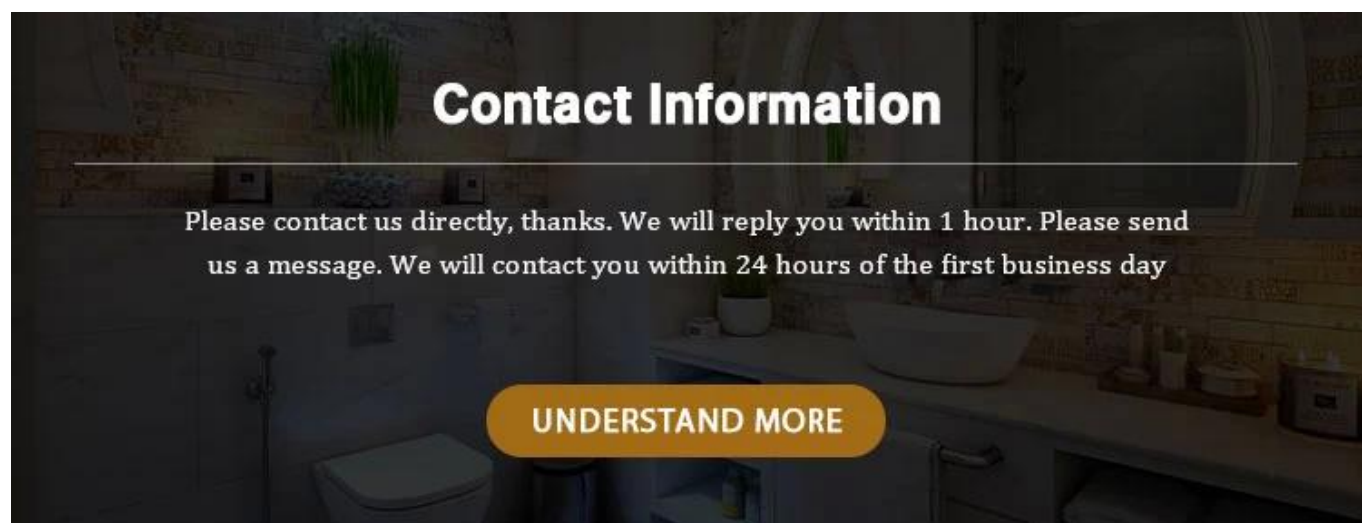 Contact Information
Please contact us directly, thanks. We will reply you within 1 hour. Please send
us a message. We will contact you within 24 hours of the first business day
UNDERSTAND MORE